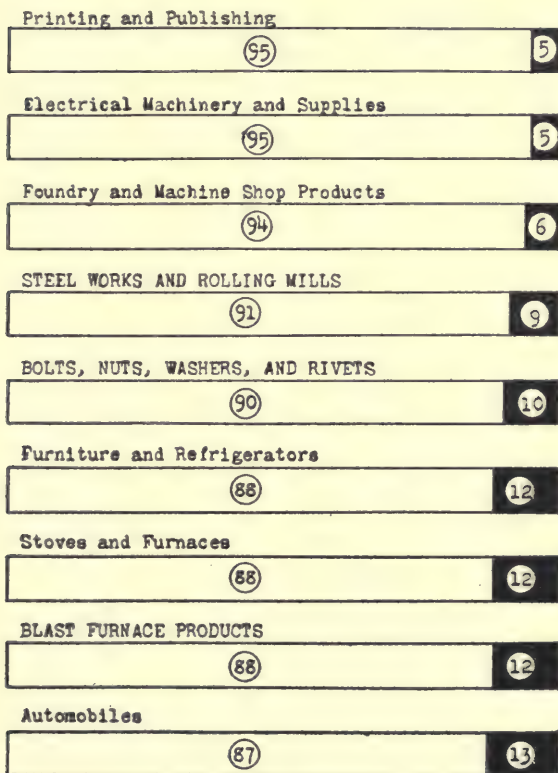 Printing and Publishing
95 5
Electrical Machinery and Supplies
95 5
Foundry and Machine Shop Products
94 6
STEEL WORKS AND ROLLING MILLS
91 9
BOLTS, NUTS, WASHERS, AND RIVETS
90 10
Furniture and Refrigerators
88 12
Stoves and Furnaces
88 12
BLAST FURNACE PRODUCTS
88 12
Automobiles
87 13